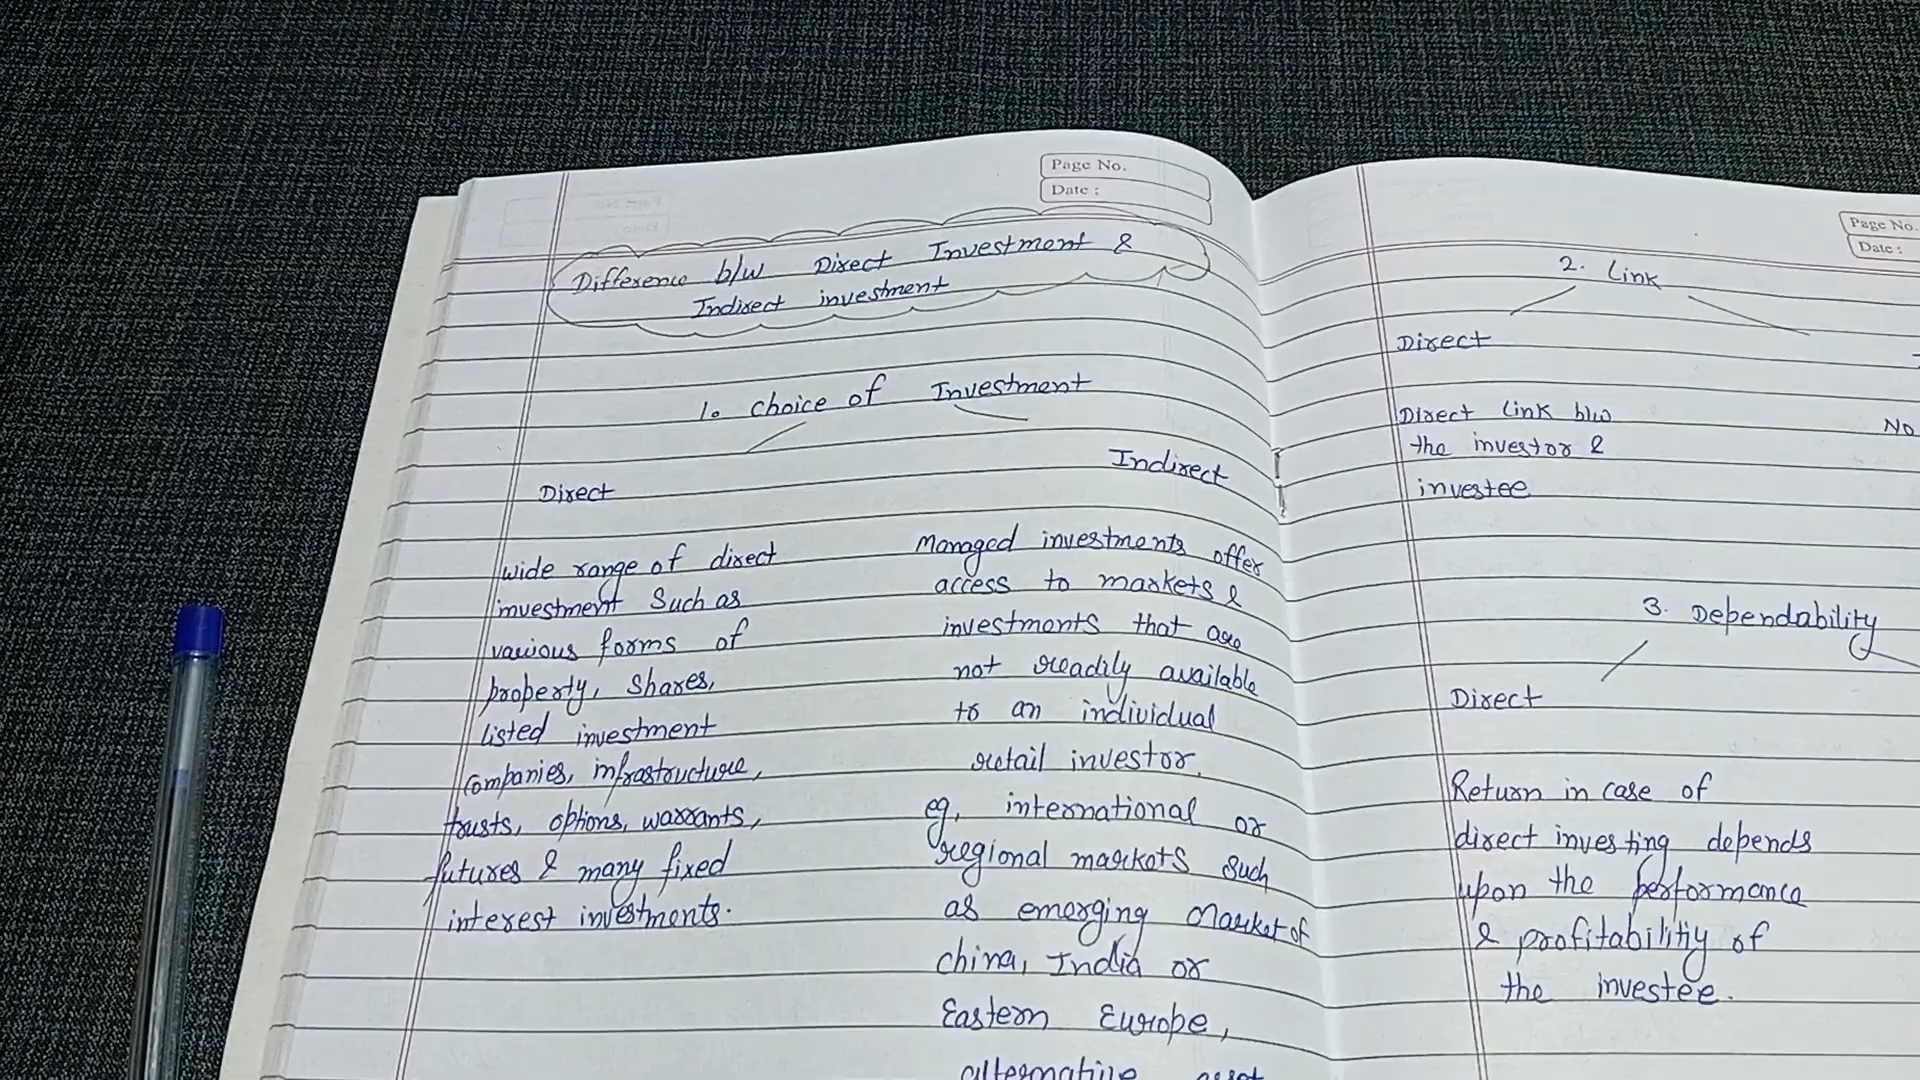 Page No.
Date :
Difference b/w Direct Investment &
Indirect investment
1. Choice of Investment
Direct
wide range of direct
investment Such as
various forms of
property, Shares,
listed investment
companies, infrastructure,
trusts, options, warrants,
futures & many fixed
interest investments.
Indirect
Managed investments offer
access to markets &
investments that are
not readily available
to an individual
retail investor.
eg, international or
regional markets such
as emerging market of
china, India or
Eastern Europe,
alternative asset
Page No.
Date :
2. Link
Direct
Direct link b/w
the investor &
investee
No
3. Dependability
Direct
Return in case of
direct investing depends
upon the performance
& profitabilitiy of
the investee.